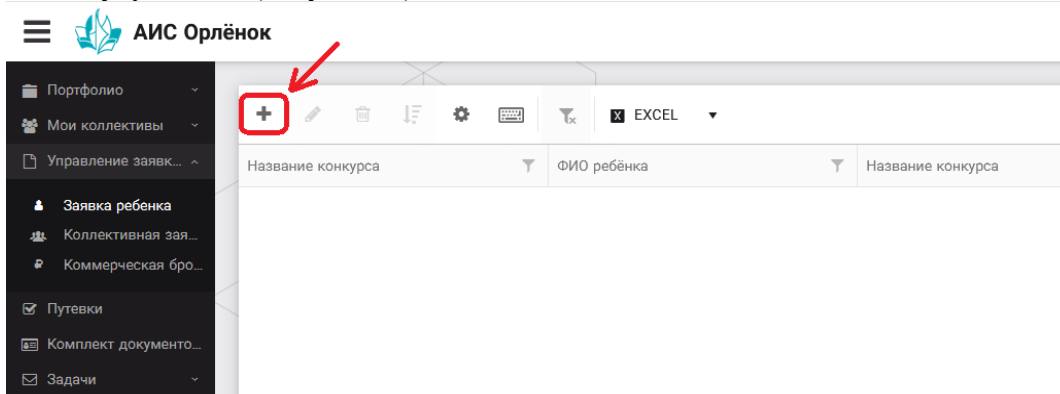 АИС Орлёнок
Портфолио
Мои коллективы
Управление заявк...
Заявка ребенка
Коллективная зая...
Коммерческая бро...
Путевки
Комплект документо...
Задачи
X EXCEL
Название конкурса ФИО ребёнка Название конкурса